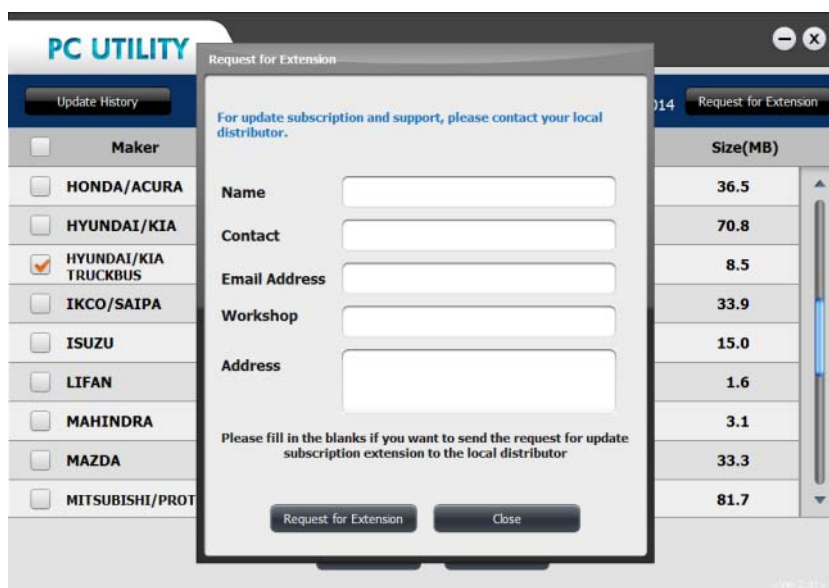 PC UTILITY
Update History
014
Request for Extension
Maker
Size(MB)
HONDA/ACURA
36.5
HYUNDAI/KIA
70.8
HYUNDAI/KIA
TRUCKBUS
8.5
IKCO/SAIPA
33.9
ISUZU
15.0
LIFAN
1.6
MAHINDRA
3.1
MAZDA
33.3
MITSUBISHI/PROT
81.7
Request for Extension
For update subscription and support, please contact your local
distributor.
Name
Contact
Email Address
Workshop
Address
Please fill in the blanks if you want to send the request for update
subscription extension to the local distributor
Request for Extension
Close